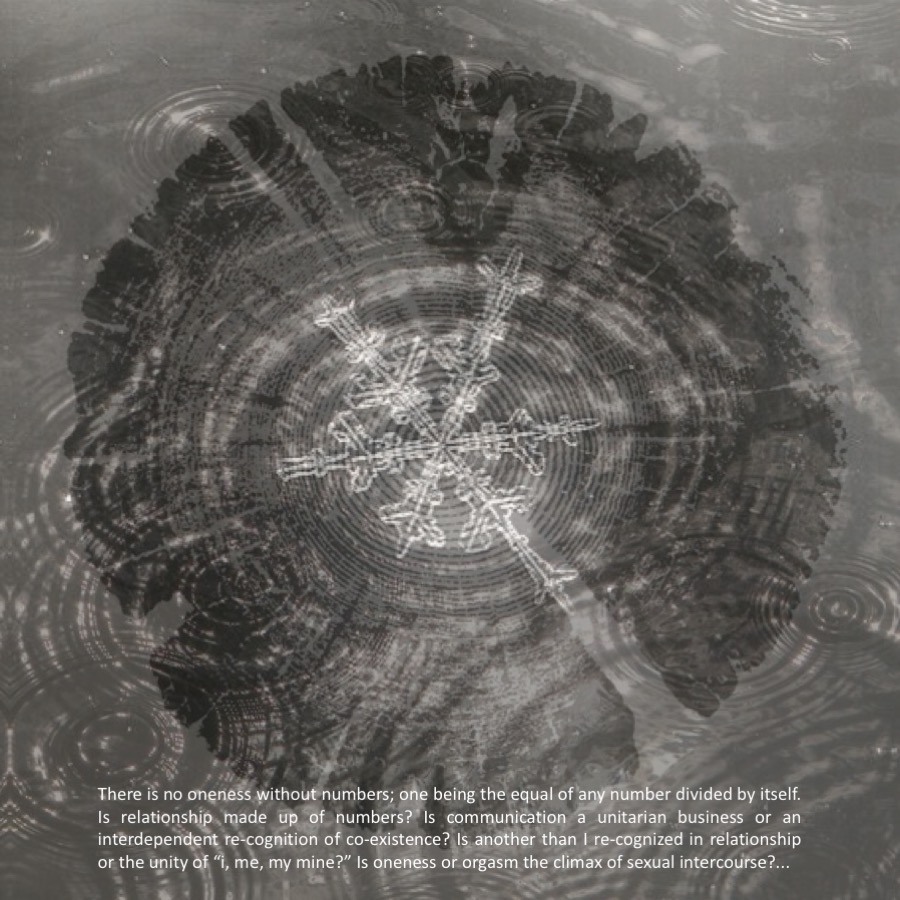 There is no oneness without numbers; one being the equal of any number divided by itself.
Is relationship made up of numbers? Is communication a unitarian business or an
interdependent re-cognition of co-existence? Is another than I re-cognized in relationship
or the unity of “i, me, my mine?” Is oneness or orgasm the climax of sexual intercourse?...